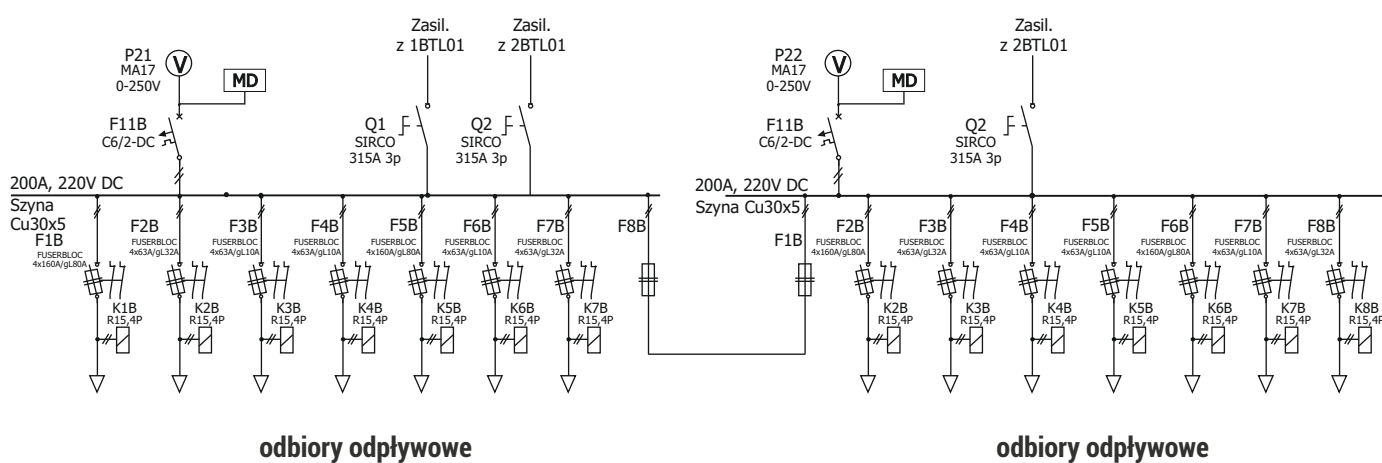 Zasil.
z 1BTL01
Zasil.
z 2BTL01
P21
MA17
0-250V
V
MD
F11B
C6/2-DC
Q1
SIRCO
315A 3p
Q2
SIRCO
315A 3p
200A, 220V DC
Szyna
Cu30x5
F1B
FUSERBLOC
4x160A/gL80A
F2B
FUSERBLOC
4x63A/gL32A
F3B
FUSERBLOC
4x63A/gL10A
F4B
FUSERBLOC
4x63A/gL10A
F5B
FUSERBLOC
4x160A/gL80A
F6B
FUSERBLOC
4x63A/gL10A
F7B
FUSERBLOC
4x63A/gL32A
F8B
K1B
R15,4P
K2B
R15,4P
K3B
R15,4P
K4B
R15,4P
K5B
R15,4P
K6B
R15,4P
K7B
R15,4P
odbiory odpływowe
Zasil.
z 2BTL01
P22
MA17
0-250V
V
MD
F11B
C6/2-DC
Q2
SIRCO
315A 3p
200A, 220V DC
Szyna Cu30x5
F1B
F2B
FUSERBLOC
4x160A/gL80A
F3B
FUSERBLOC
4x63A/gL32A
F4B
FUSERBLOC
4x63A/gL10A
F5B
FUSERBLOC
4x63A/gL10A
F6B
FUSERBLOC
4x160A/gL80A
F7B
FUSERBLOC
4x63A/gL10A
F8B
FUSERBLOC
4x63A/gL32A
K2B
R15,4P
K3B
R15,4P
K4B
R15,4P
K5B
R15,4P
K6B
R15,4P
K7B
R15,4P
K8B
R15,4P
odbiory odpływowe